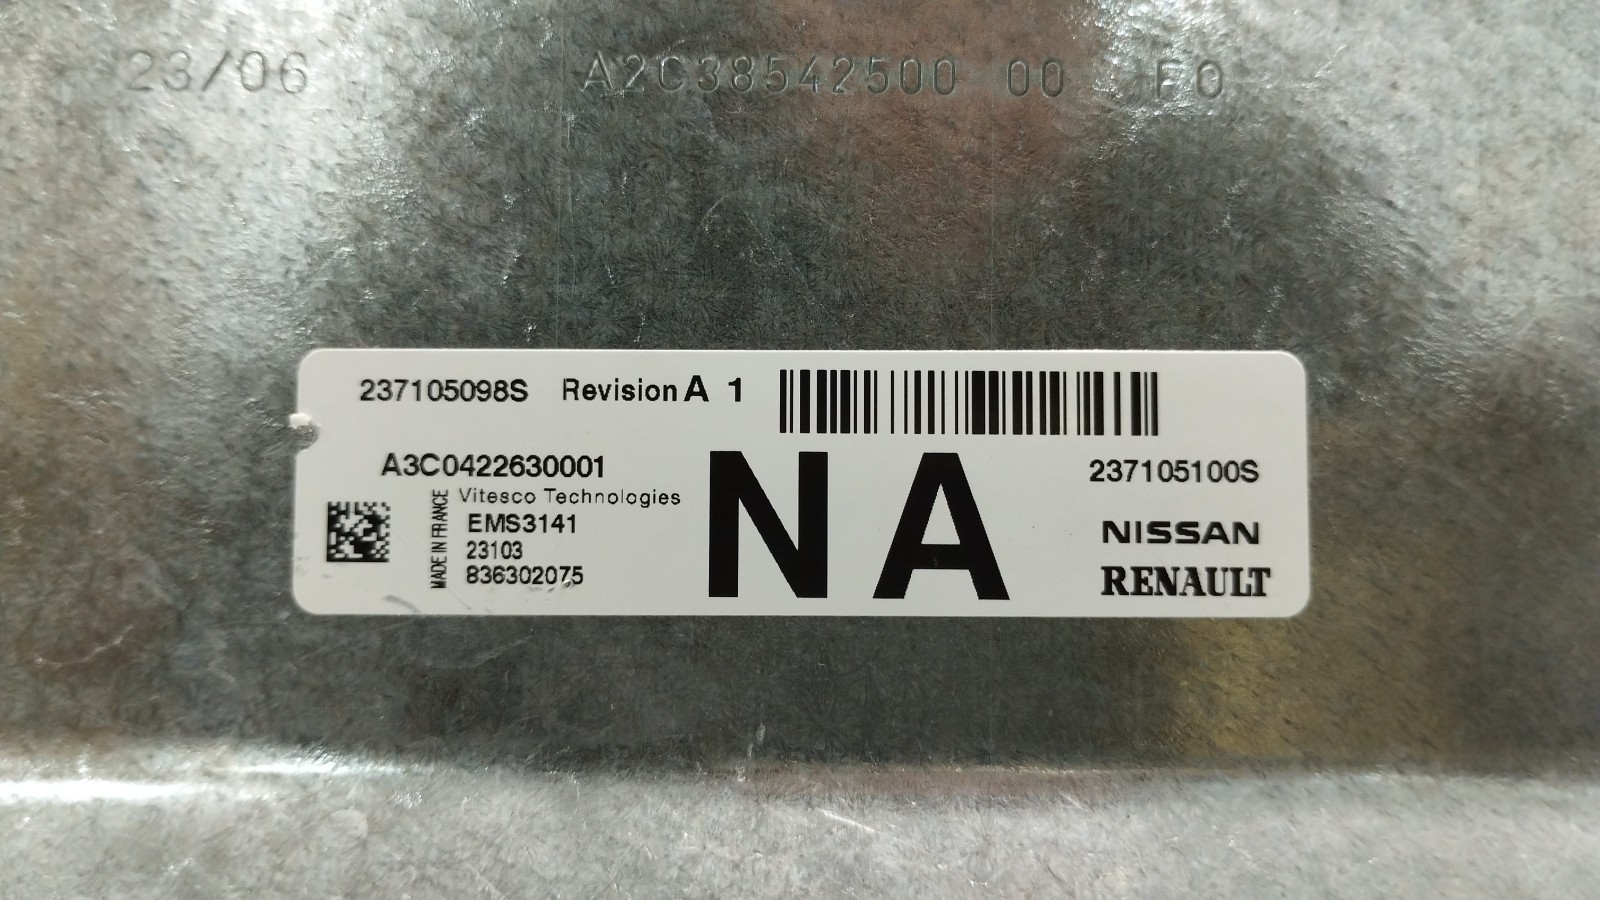 23/06 A2C38542500 00 F0
237105098S Revision A 1
A3C0422630001
NA
237105100S
MADE IN FRANCE
Vitesco Technologies
EMS3141
23103
836302075
NISSAN
RENAULT